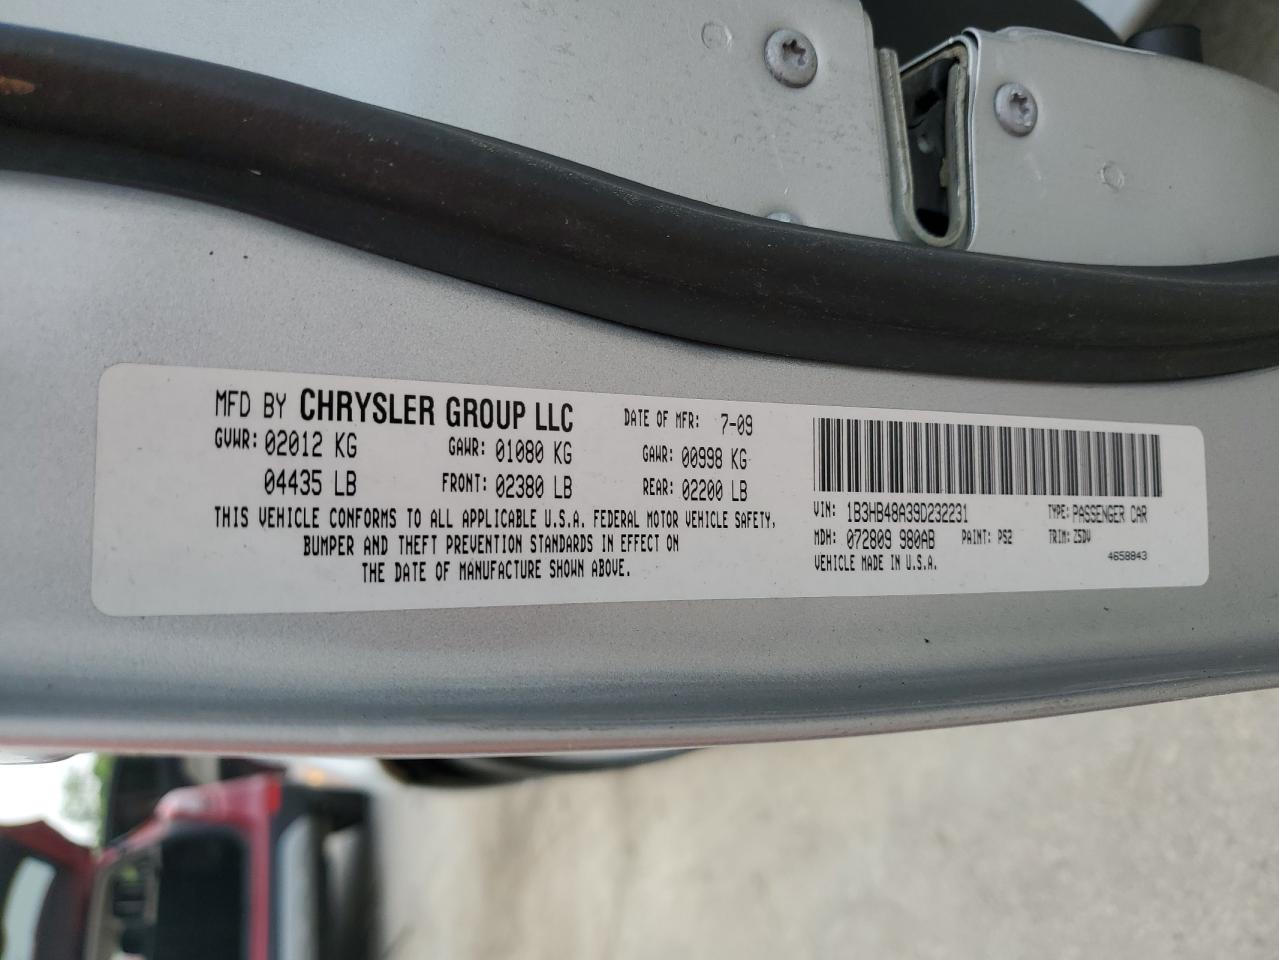 MFD BY CHRYSLER GROUP LLC DATE OF MFR: 7-09
GVWR: 02012 KG GAWR: 01080 KG GAWR: 00998 KG
04435 LB FRONT: 02380 LB REAR: 02200 LB
THIS VEHICLE CONFORMS TO ALL APPLICABLE U.S.A. FEDERAL MOTOR VEHICLE SAFETY,
BUMPER AND THEFT PREVENTION STANDARDS IN EFFECT ON
THE DATE OF MANUFACTURE SHOWN ABOVE.
VIN: 1B3HB48A39D232231 TYPE: PASSENGER CAR
MDH: 072809 980AB PAINT: PS2 TRIM: Z5DV
VEHICLE MADE IN U.S.A. 4658843